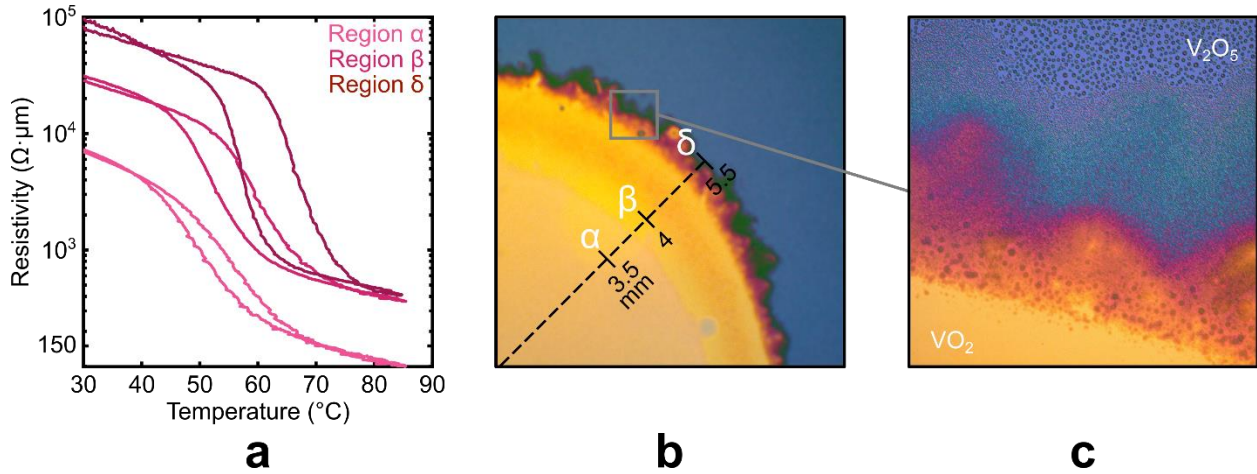 10⁵
10⁴
10³
150
Resistivity (Ω·μm)
30 40 50 60 70 80 90
Temperature (°C)
Region α
Region β
Region δ
a
α
β
δ
3.5
mm
4
5.5
b
V₂O₅
VO₂
c